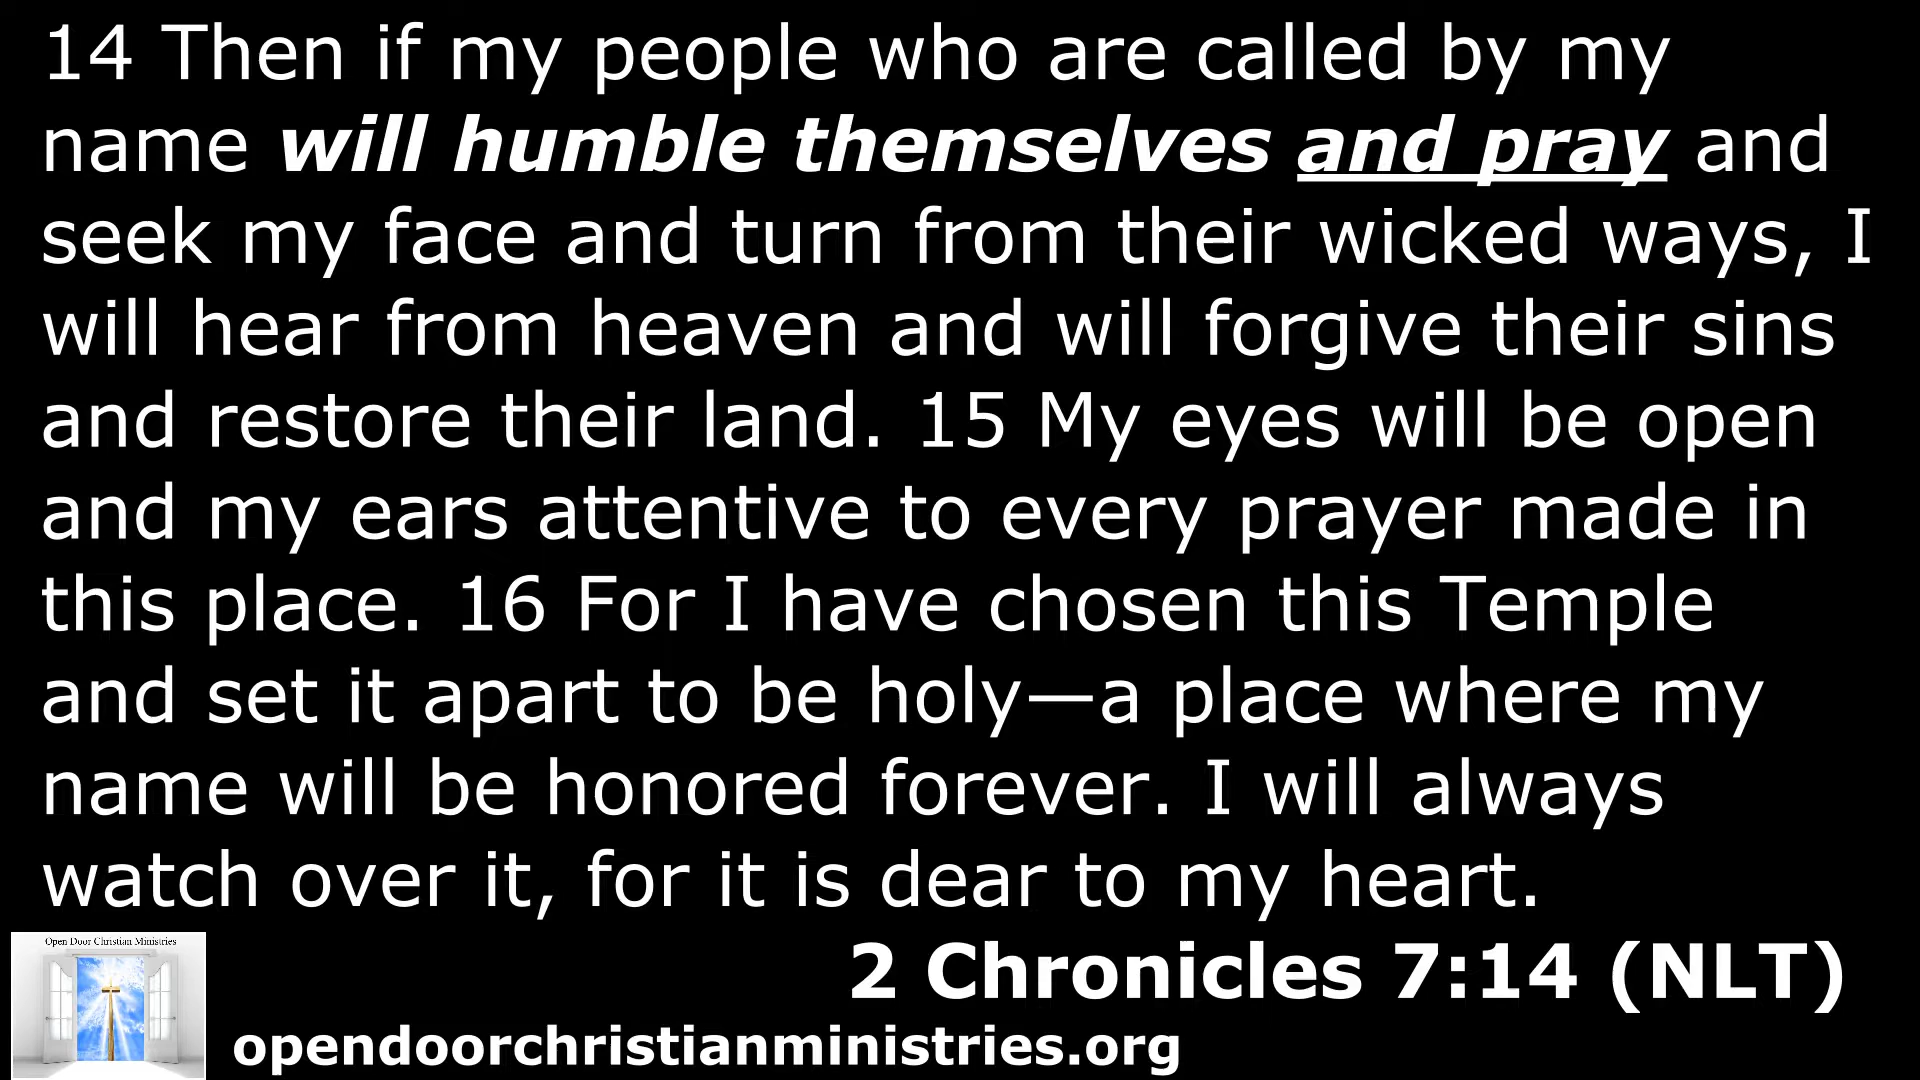 14 Then if my people who are called by my
name will humble themselves and pray and
seek my face and turn from their wicked ways, I
will hear from heaven and will forgive their sins
and restore their land. 15 My eyes will be open
and my ears attentive to every prayer made in
this place. 16 For I have chosen this Temple
and set it apart to be holy—a place where my
name will be honored forever. I will always
watch over it, for it is dear to my heart.
2 Chronicles 7:14 (NLT)
Open Door Christian Ministries
opendoorchristianministries.org